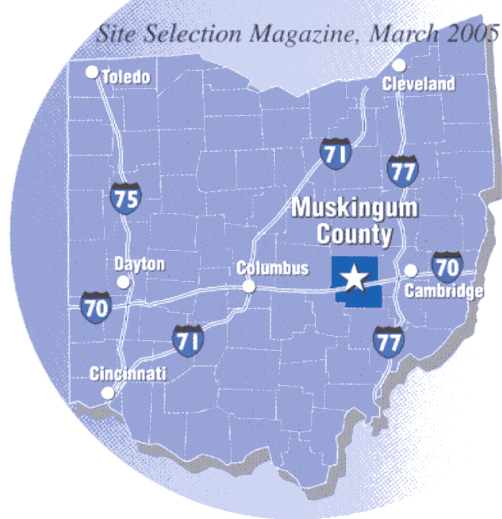 Site Selection Magazine, March 2005
Toledo
Cleveland
71
77
75
Muskingum
County
Dayton
Columbus
70
Cambridge
70
71
77
Cincinnati